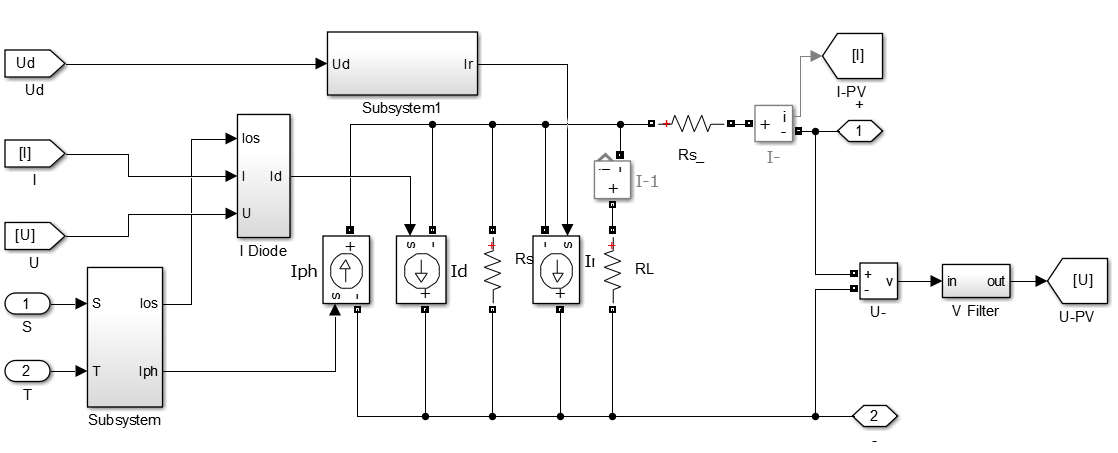 Ud
Ud
Ud
Ir
Subsystem1
[I]
I-PV
+
1
[I]
I
Ios
I
U
Id
I Diode
[U]
U
+
Rs_
+
i
-
I-
i
-
+
I-1
+
-
s
Iph
s
-
+
Id
+
Rs
-
s
+
Ir
+
RL
1
S
2
T
S
T
Ios
Iph
Subsystem
+
-
v
U-
in
out
V Filter
[U]
U-PV
2
-